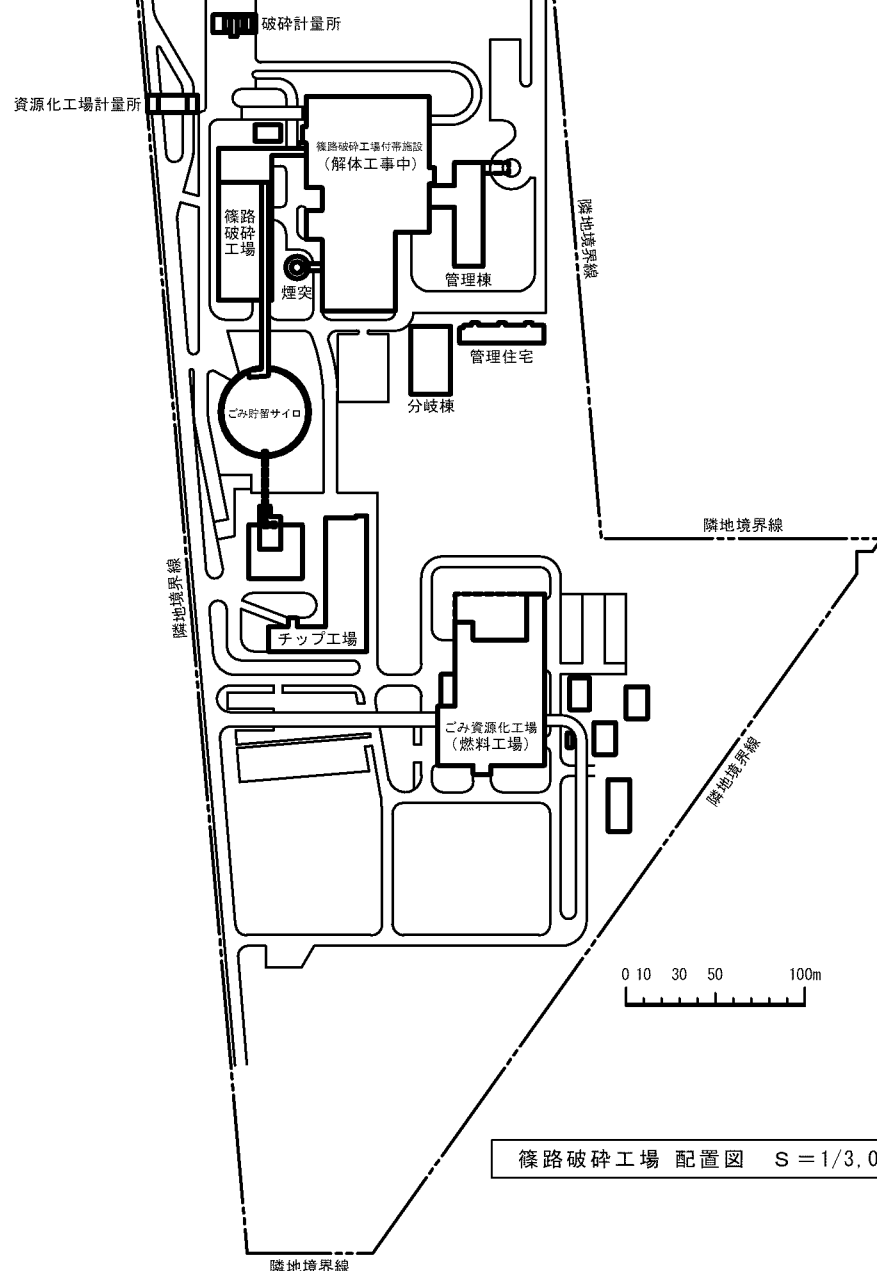 破砕計量所
資源化工場計量所
篠路破砕工場付帯施設
（解体工事中）
篠路
破砕
工場
隣地境界線
煙突
管理棟
管理住宅
分岐棟
ごみ貯留サイロ
隣地境界線
隣地境界線
チップ工場
ごみ資源化工場
（燃料工場）
隣地境界線
0 10 30 50 100m
篠路破砕工場 配置図 S＝1/3,0
隣地境界線